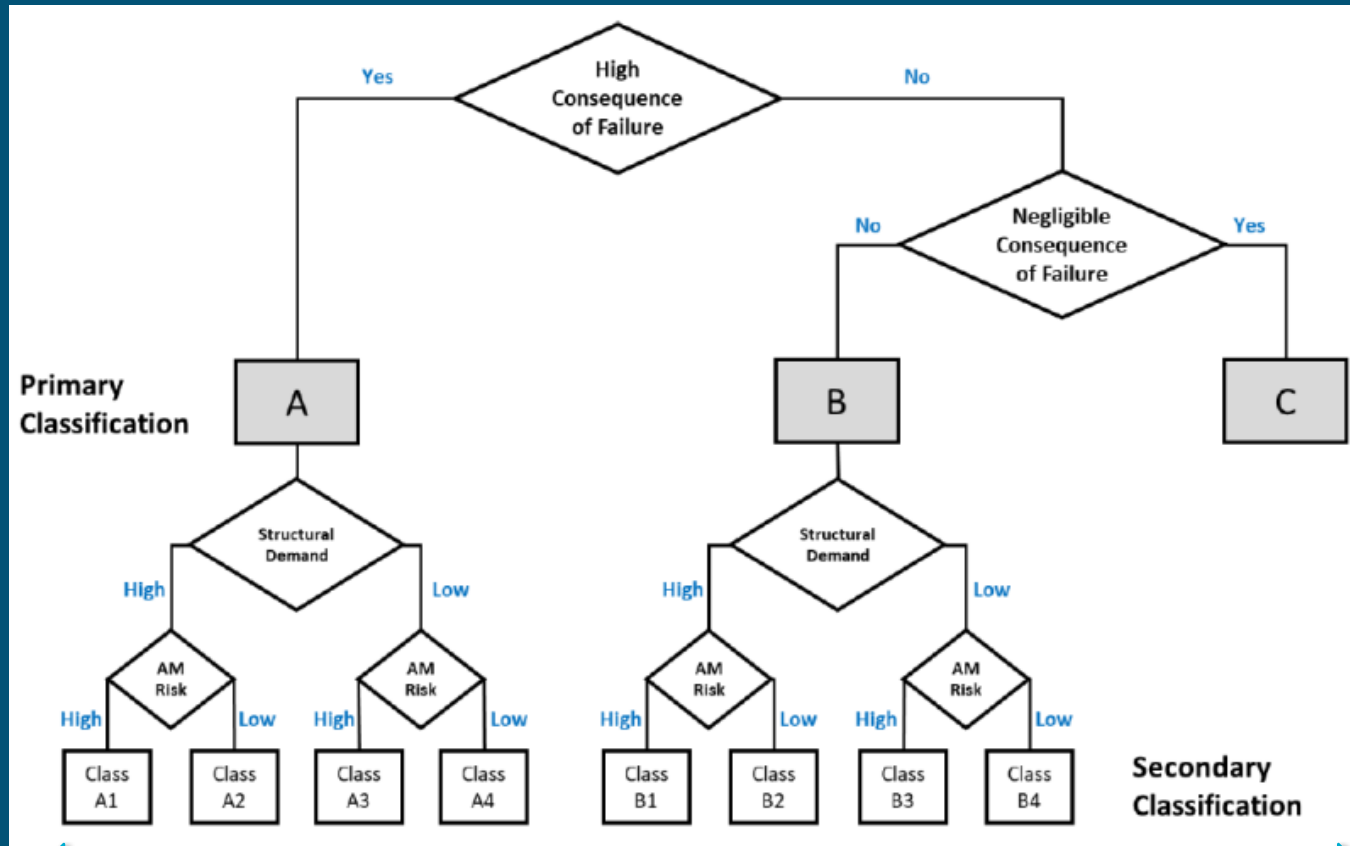 High
Consequence
of Failure
Yes
No
Negligible
Consequence
of Failure
No
Yes
Primary
Classification
A
B
C
Structural
Demand
Structural
Demand
High
Low
High
Low
AM
Risk
AM
Risk
AM
Risk
AM
Risk
High
Low
High
Low
High
Low
High
Low
Class
A1
Class
A2
Class
A3
Class
A4
Class
B1
Class
B2
Class
B3
Class
B4
Secondary
Classification